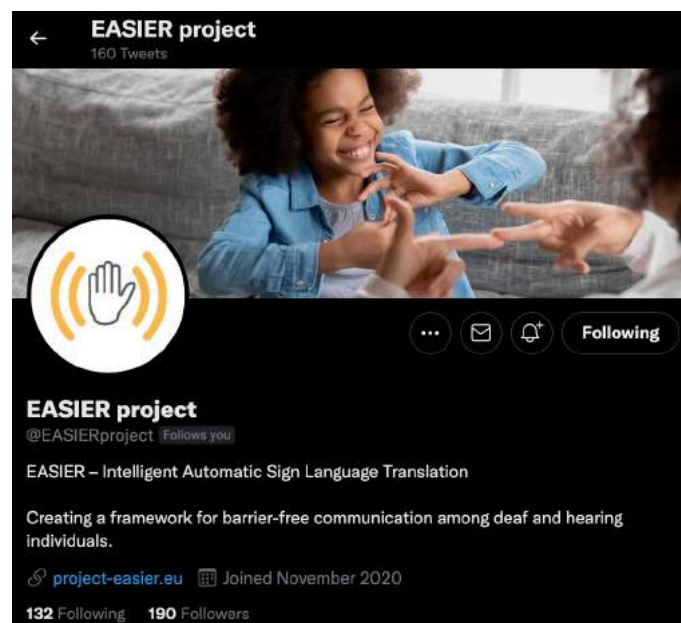 EASIER project
160 Tweets
Following
EASIER project
@EASIERproject Follows you
EASIER – Intelligent Automatic Sign Language Translation
Creating a framework for barrier-free communication among deaf and hearing
individuals.
project-easier.eu Joined November 2020
132 Following 190 Followers